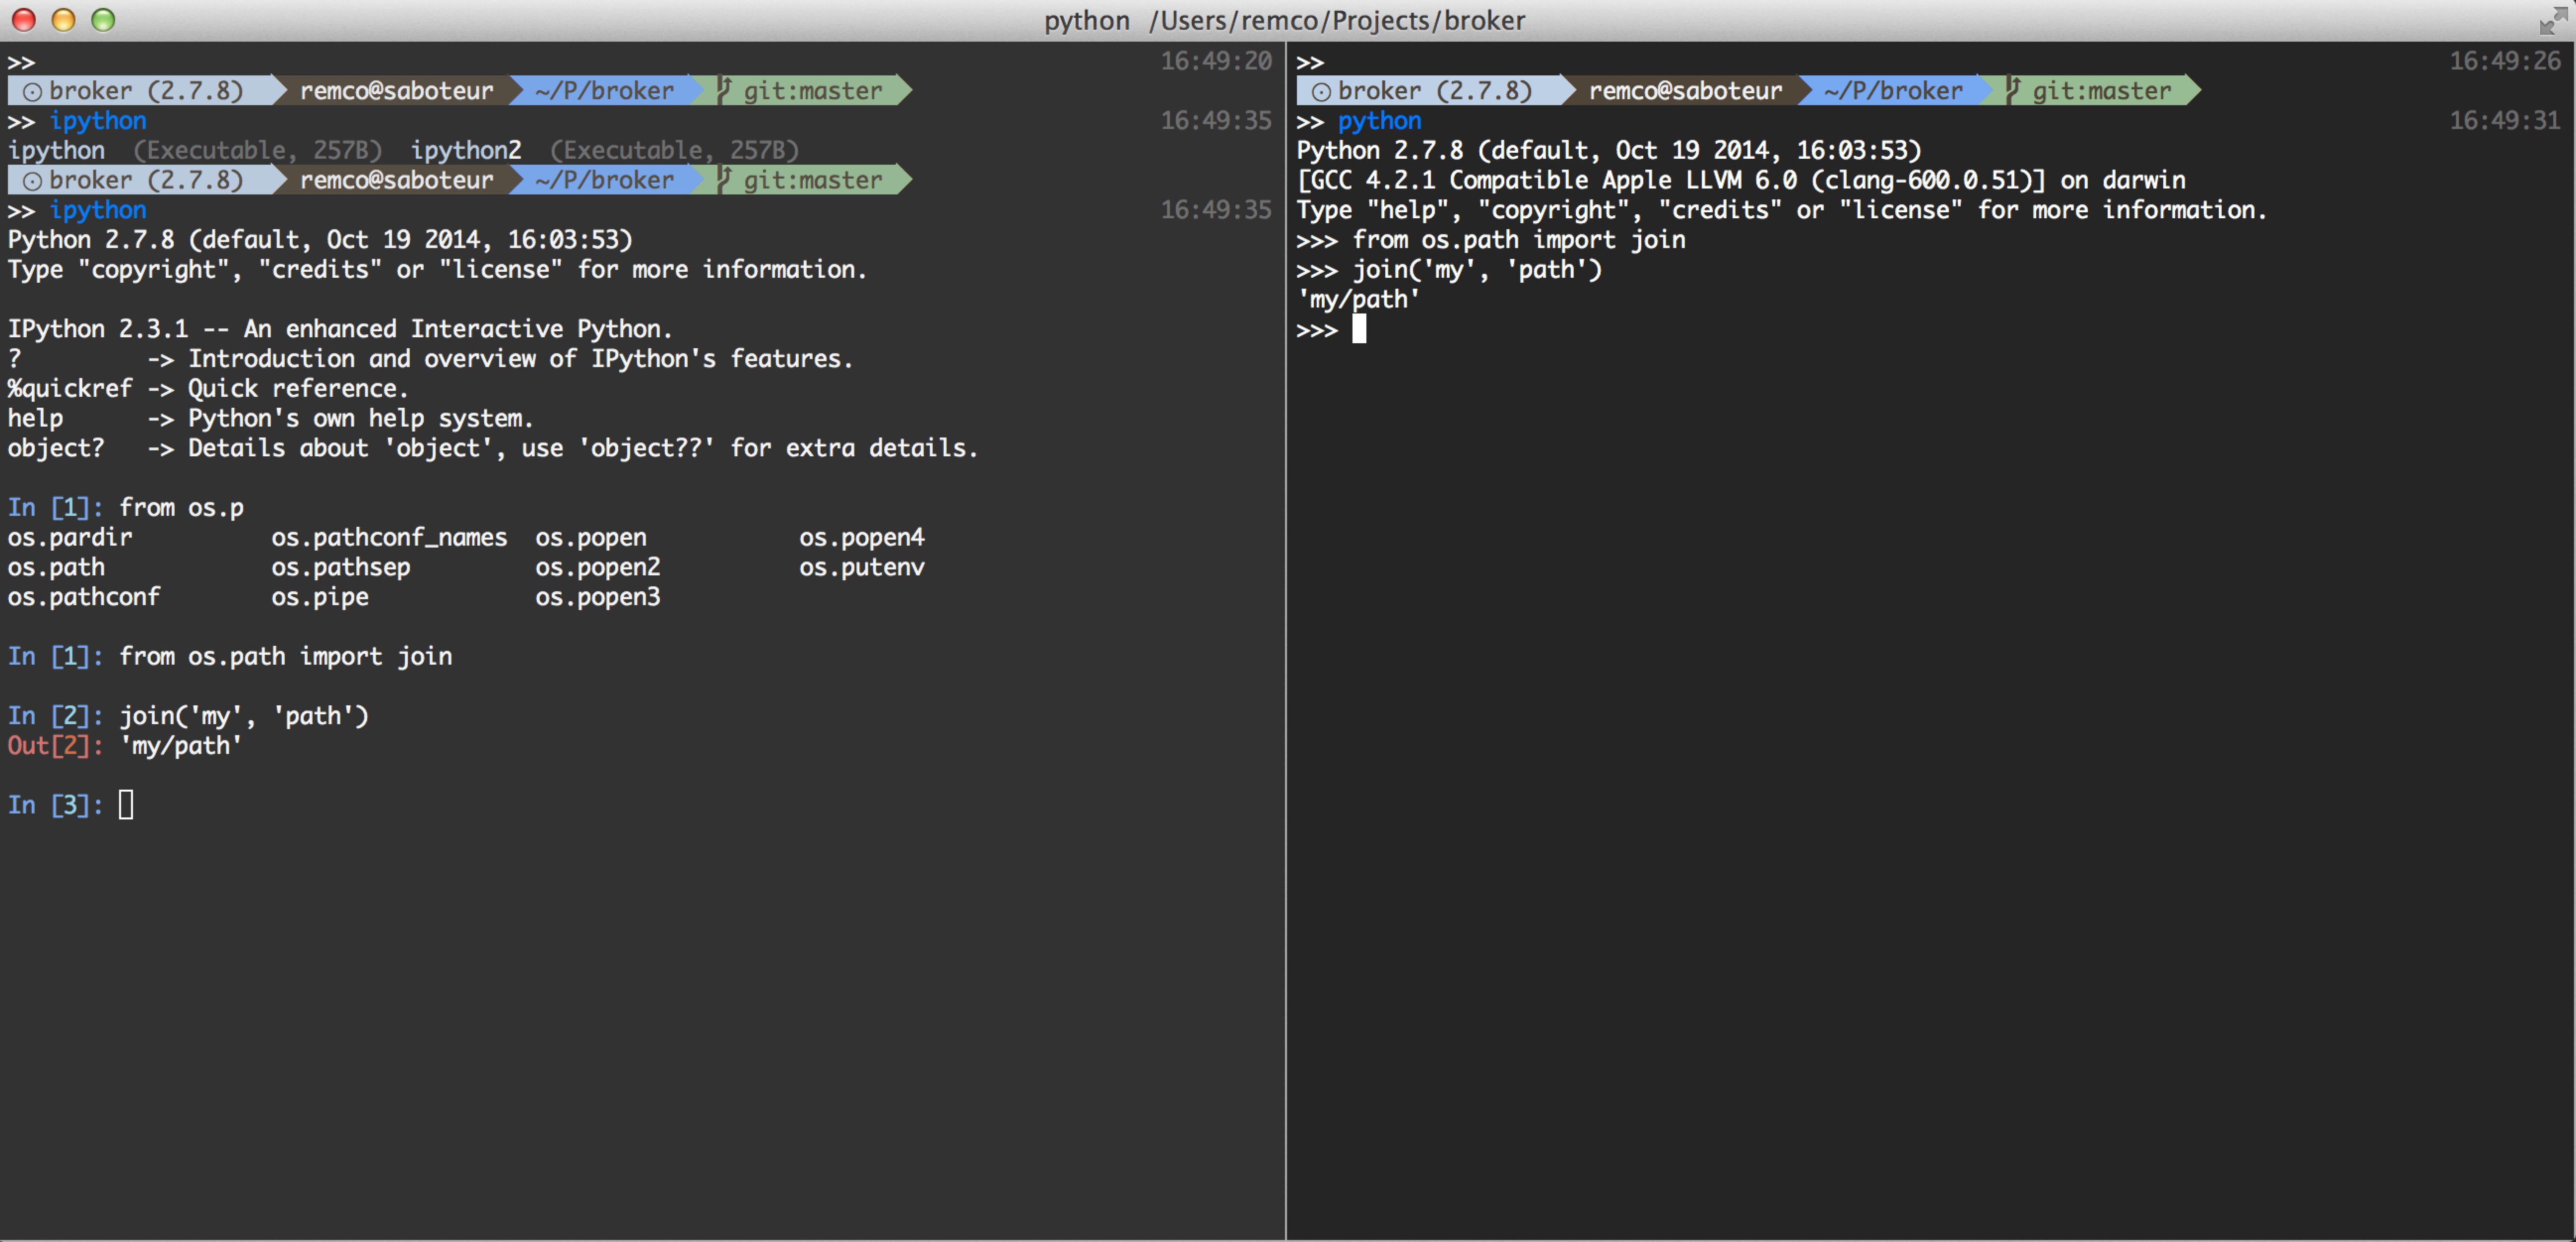 python /Users/remco/Projects/broker
>> 16:49:20
broker (2.7.8) remco@saboteur ~/P/broker git:master
>> ipython 16:49:35
ipython (Executable, 257B) ipython2 (Executable, 257B)
broker (2.7.8) remco@saboteur ~/P/broker git:master
>> ipython 16:49:35
Python 2.7.8 (default, Oct 19 2014, 16:03:53)
Type "copyright", "credits" or "license" for more information.
IPython 2.3.1 -- An enhanced Interactive Python.
? -> Introduction and overview of IPython's features.
%quickref -> Quick reference.
help -> Python's own help system.
object? -> Details about 'object', use 'object??' for extra details.
In [1]: from os.p
os.pardir os.pathconf_names os.popen os.popen4
os.path os.pathsep os.popen2 os.putenv
os.pathconf os.pipe os.popen3
In [1]: from os.path import join
In [2]: join('my', 'path')
Out[2]: 'my/path'
In [3]:
>> 16:49:26
broker (2.7.8) remco@saboteur ~/P/broker git:master
>> python 16:49:31
Python 2.7.8 (default, Oct 19 2014, 16:03:53)
[GCC 4.2.1 Compatible Apple LLVM 6.0 (clang-600.0.51)] on darwin
Type "help", "copyright", "credits" or "license" for more information.
>>> from os.path import join
>>> join('my', 'path')
'my/path'
>>>